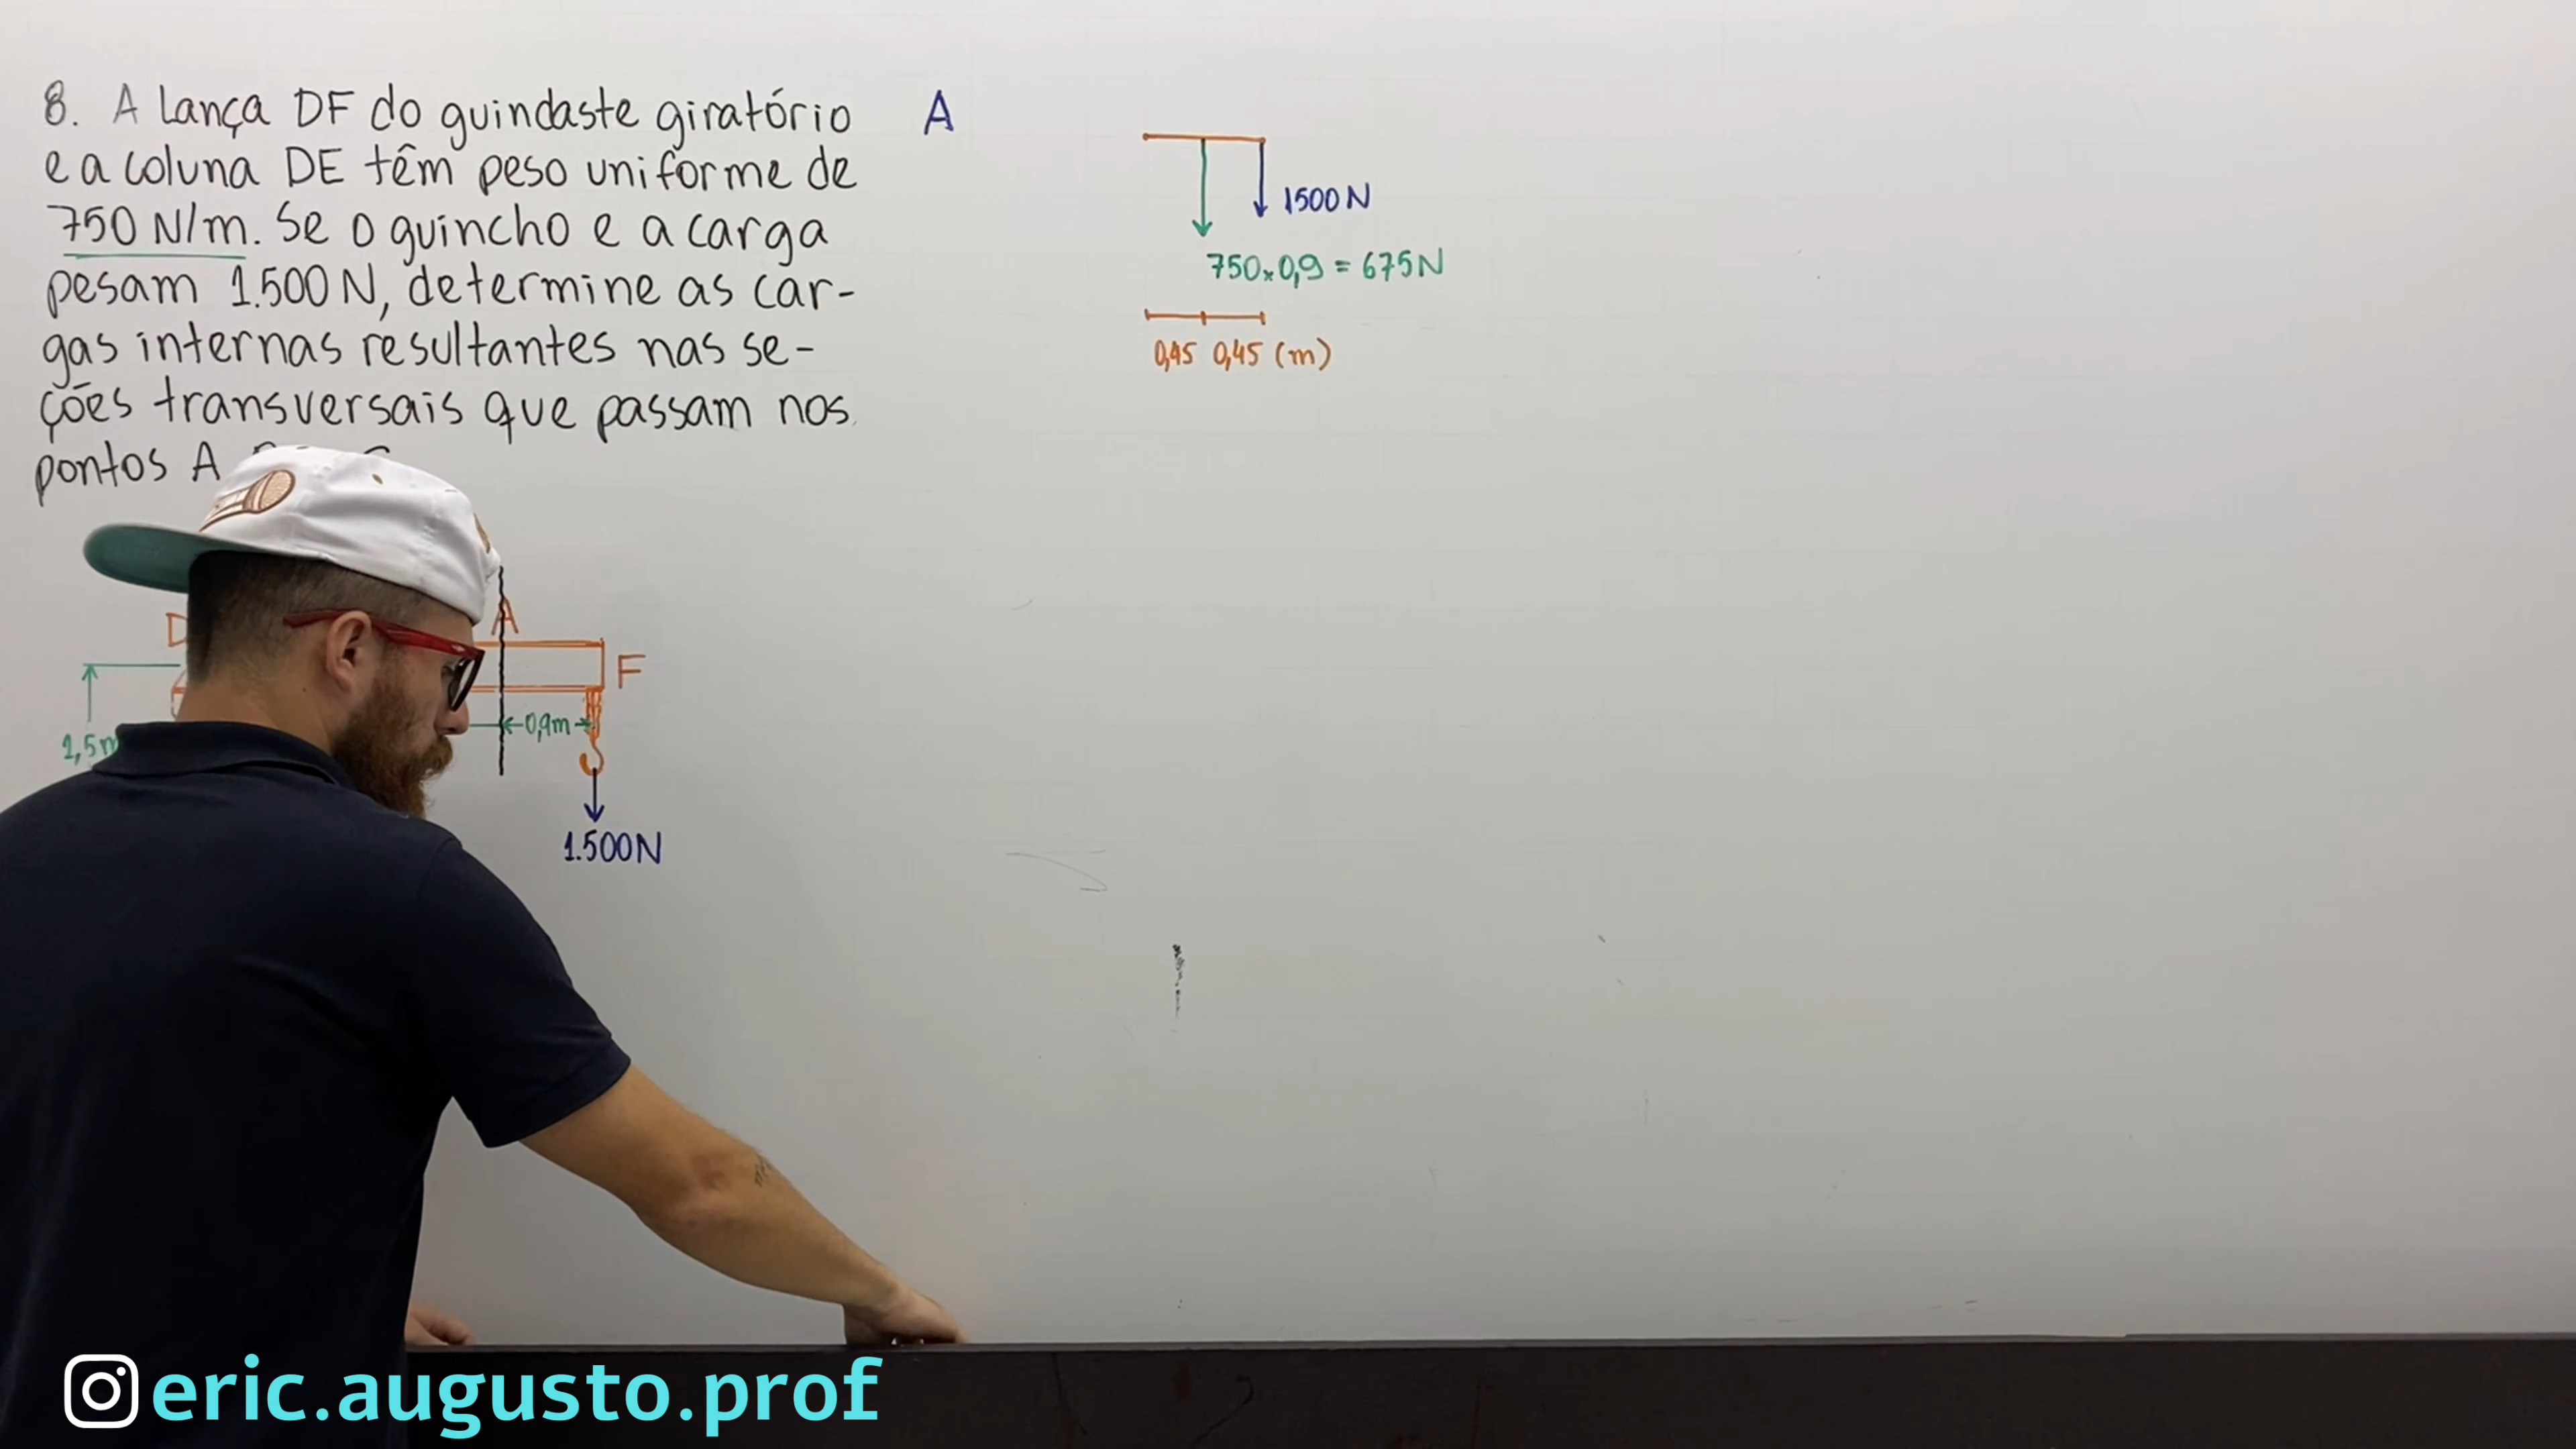 8. A Lança DF do guindaste giratório
e a coluna DE têm peso uniforme de
750 N/m. Se o guincho e a carga
pesam 1.500 N, determine as car-
gas internas resultantes nas se-
ções transversais que passam nos
pontos A
D
A
F
1,5m
0,9m
1.500N
A
1500 N
750x0,9 = 675N
0,45 0,45 (m)
eric.augusto.prof